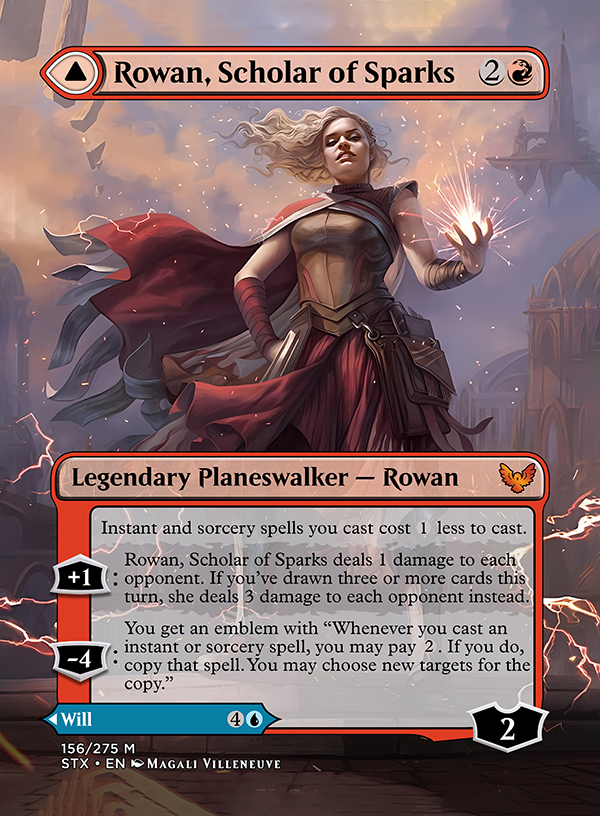 Rowan, Scholar of Sparks 2
Legendary Planeswalker — Rowan
Instant and sorcery spells you cast cost 1 less to cast.
+1: Rowan, Scholar of Sparks deals 1 damage to each
opponent. If you’ve drawn three or more cards this
turn, she deals 3 damage to each opponent instead.
−4: You get an emblem with “Whenever you cast an
instant or sorcery spell, you may pay 2. If you do,
copy that spell. You may choose new targets for the
copy.”
Will 4
2
156/275 M
STX • EN Magali Villeneuve